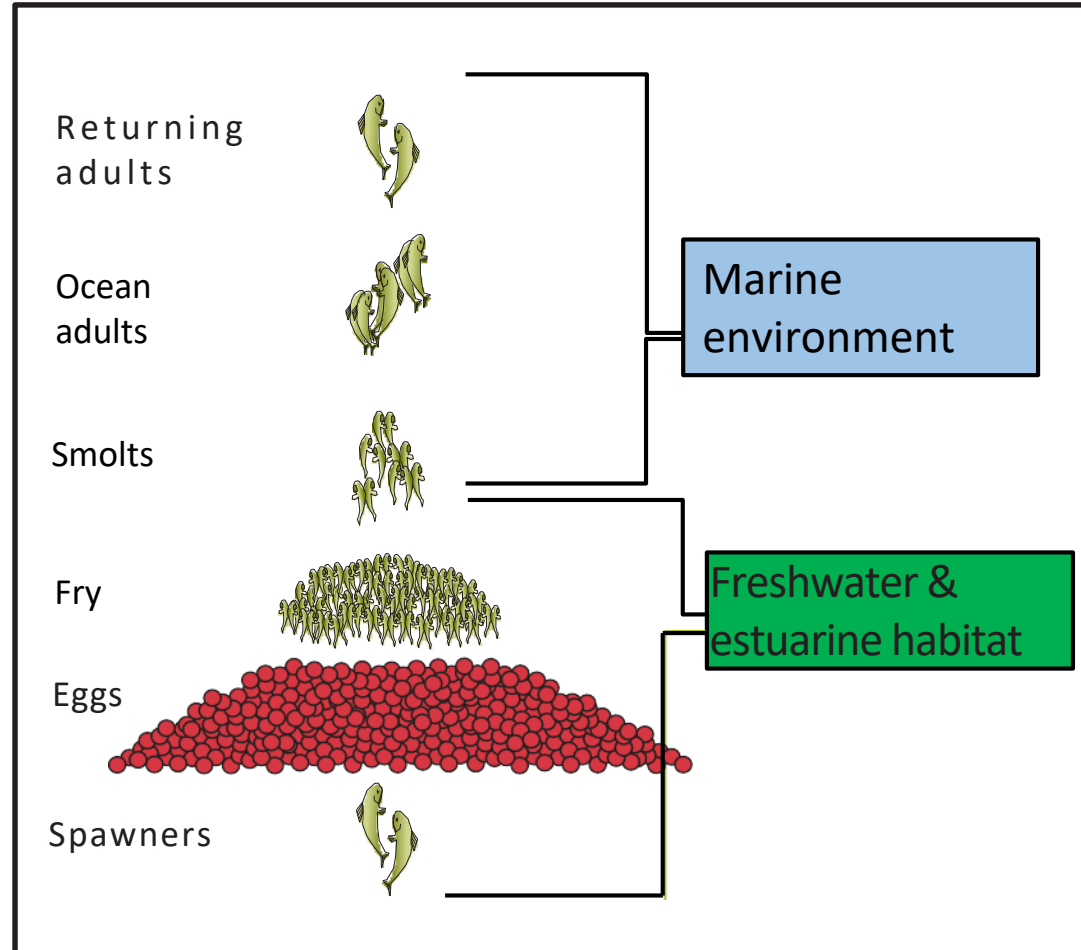 Returning
adults
Ocean
adults
Marine
environment
Smolts
Fry
Freshwater &
estuarine habitat
Eggs
Spawners